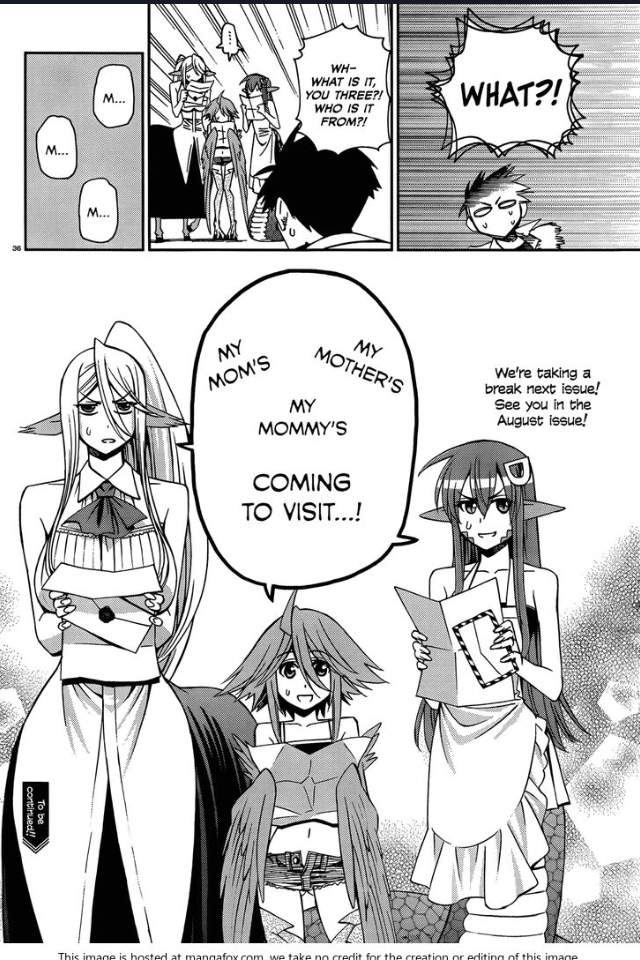 WHAT?!
WH-
WHAT IS IT,
YOU THREE?!
WHO IS IT
FROM?!
...
M...
M...
M...
36
MY
MOTHER'S
MY
MOM'S
MY
MOMMY'S
COMING
TO VISIT...!
We're taking a
break next issue!
See you in the
August issue!
To be
continued!!
This image is hosted at mangafox.com, we take no credit for the creation or editing of this image.